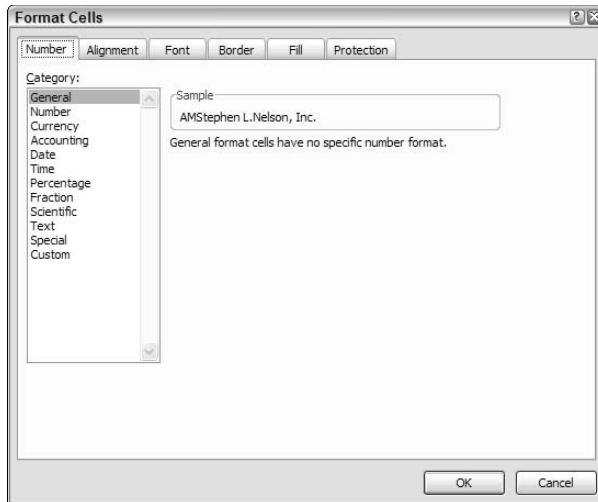 Format Cells
Number Alignment Font Border Fill Protection
Category:
General
Number
Currency
Accounting
Date
Time
Percentage
Fraction
Scientific
Text
Special
Custom
Sample
AMStephen L.Nelson, Inc.
General format cells have no specific number format.
OK Cancel